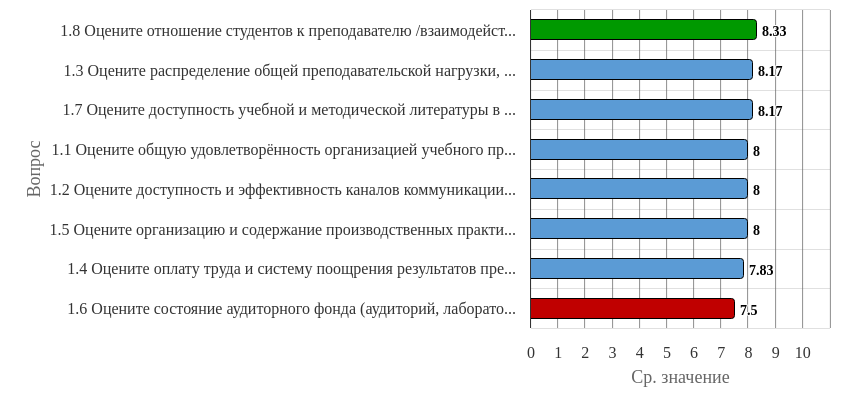 1.8 Оцените отношение студентов к преподавателю /взаимодейст... 8.33
1.3 Оцените распределение общей преподавательской нагрузки, ... 8.17
1.7 Оцените доступность учебной и методической литературы в ... 8.17
1.1 Оцените общую удовлетворённость организацией учебного пр... 8
1.2 Оцените доступность и эффективность каналов коммуникации... 8
1.5 Оцените организацию и содержание производственных практи... 8
1.4 Оцените оплату труда и систему поощрения результатов пре... 7.83
1.6 Оцените состояние аудиторного фонда (аудиторий, лаборато... 7.5
Вопрос
0 1 2 3 4 5 6 7 8 9 10
Ср. значение